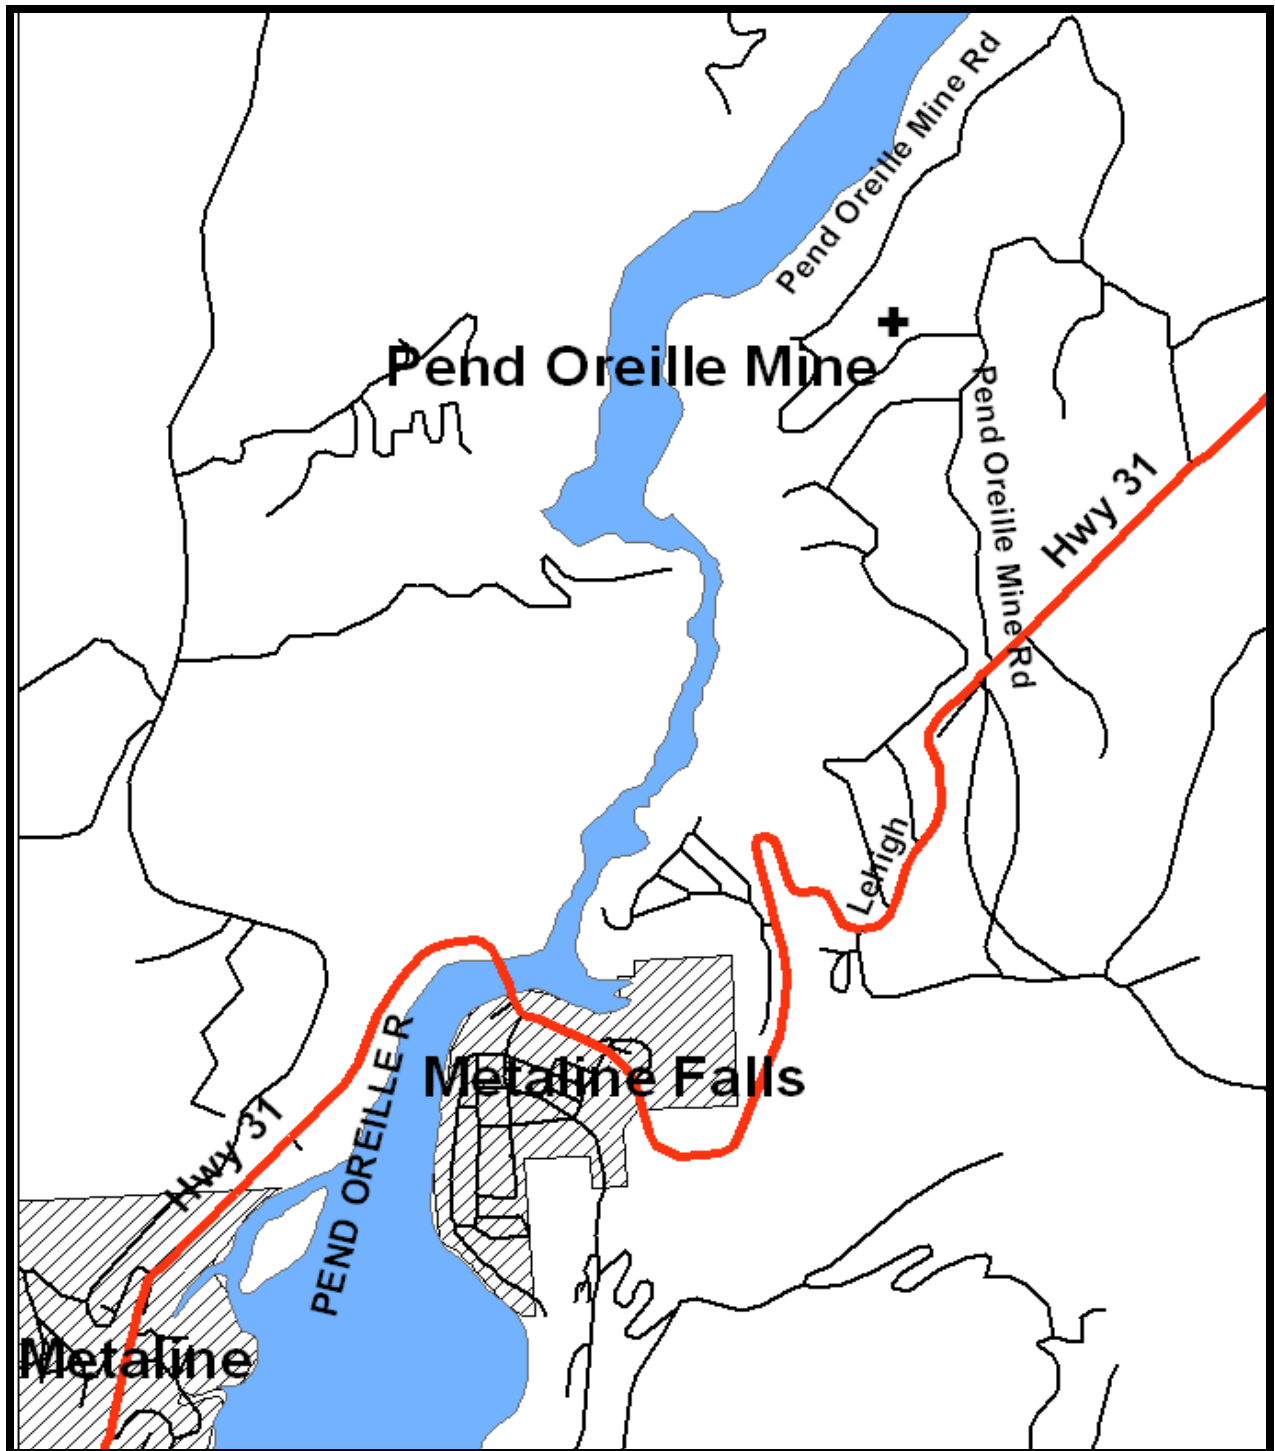 Pend Oreille Mine Rd
Pend Oreille Mine
Pend Oreille Mine Rd
Hwy 31
Lehigh
PEND OREILLE R
Metaline Falls
Hwy 31
Metaline